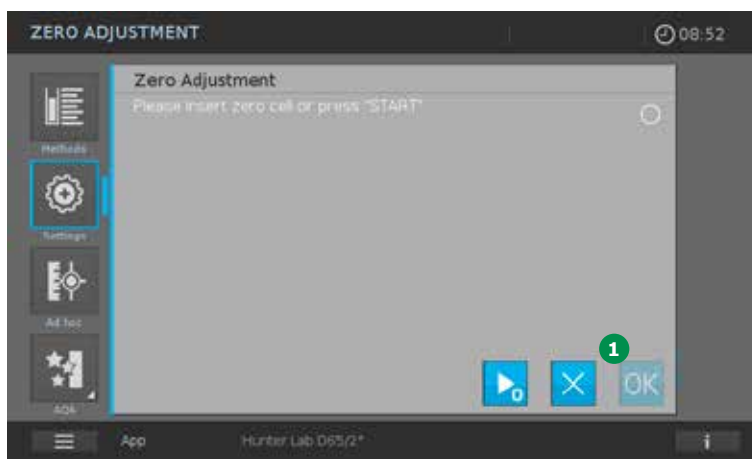 ZERO ADJUSTMENT 08:52
Zero Adjustment
Please insert zero cell or press "START"
Methods
Settings
Ad hoc
AQA
1
0
OK
App Hunter Lab D65/2°
i